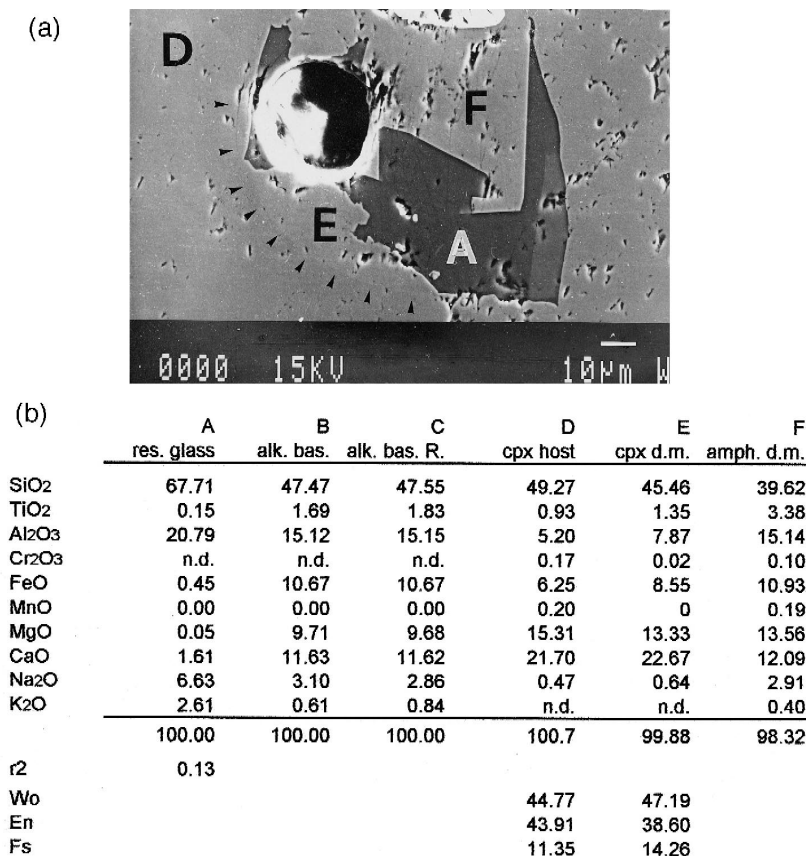 (a)
D
F
E
A
0000 15KV 10μm W
(b)
A B C D E F
res. glass alk. bas. alk. bas. R. cpx host cpx d.m. amph. d.m.
SiO2 67.71 47.47 47.55 49.27 45.46 39.62
TiO2 0.15 1.69 1.83 0.93 1.35 3.38
Al2O3 20.79 15.12 15.15 5.20 7.87 15.14
Cr2O3 n.d. n.d. n.d. 0.17 0.02 0.10
FeO 0.45 10.67 10.67 6.25 8.55 10.93
MnO 0.00 0.00 0.00 0.20 0 0.19
MgO 0.05 9.71 9.68 15.31 13.33 13.56
CaO 1.61 11.63 11.62 21.70 22.67 12.09
Na2O 6.63 3.10 2.86 0.47 0.64 2.91
K2O 2.61 0.61 0.84 n.d. n.d. 0.40
100.00 100.00 100.00 100.7 99.88 98.32
r2 0.13
Wo 44.77 47.19
En 43.91 38.60
Fs 11.35 14.26